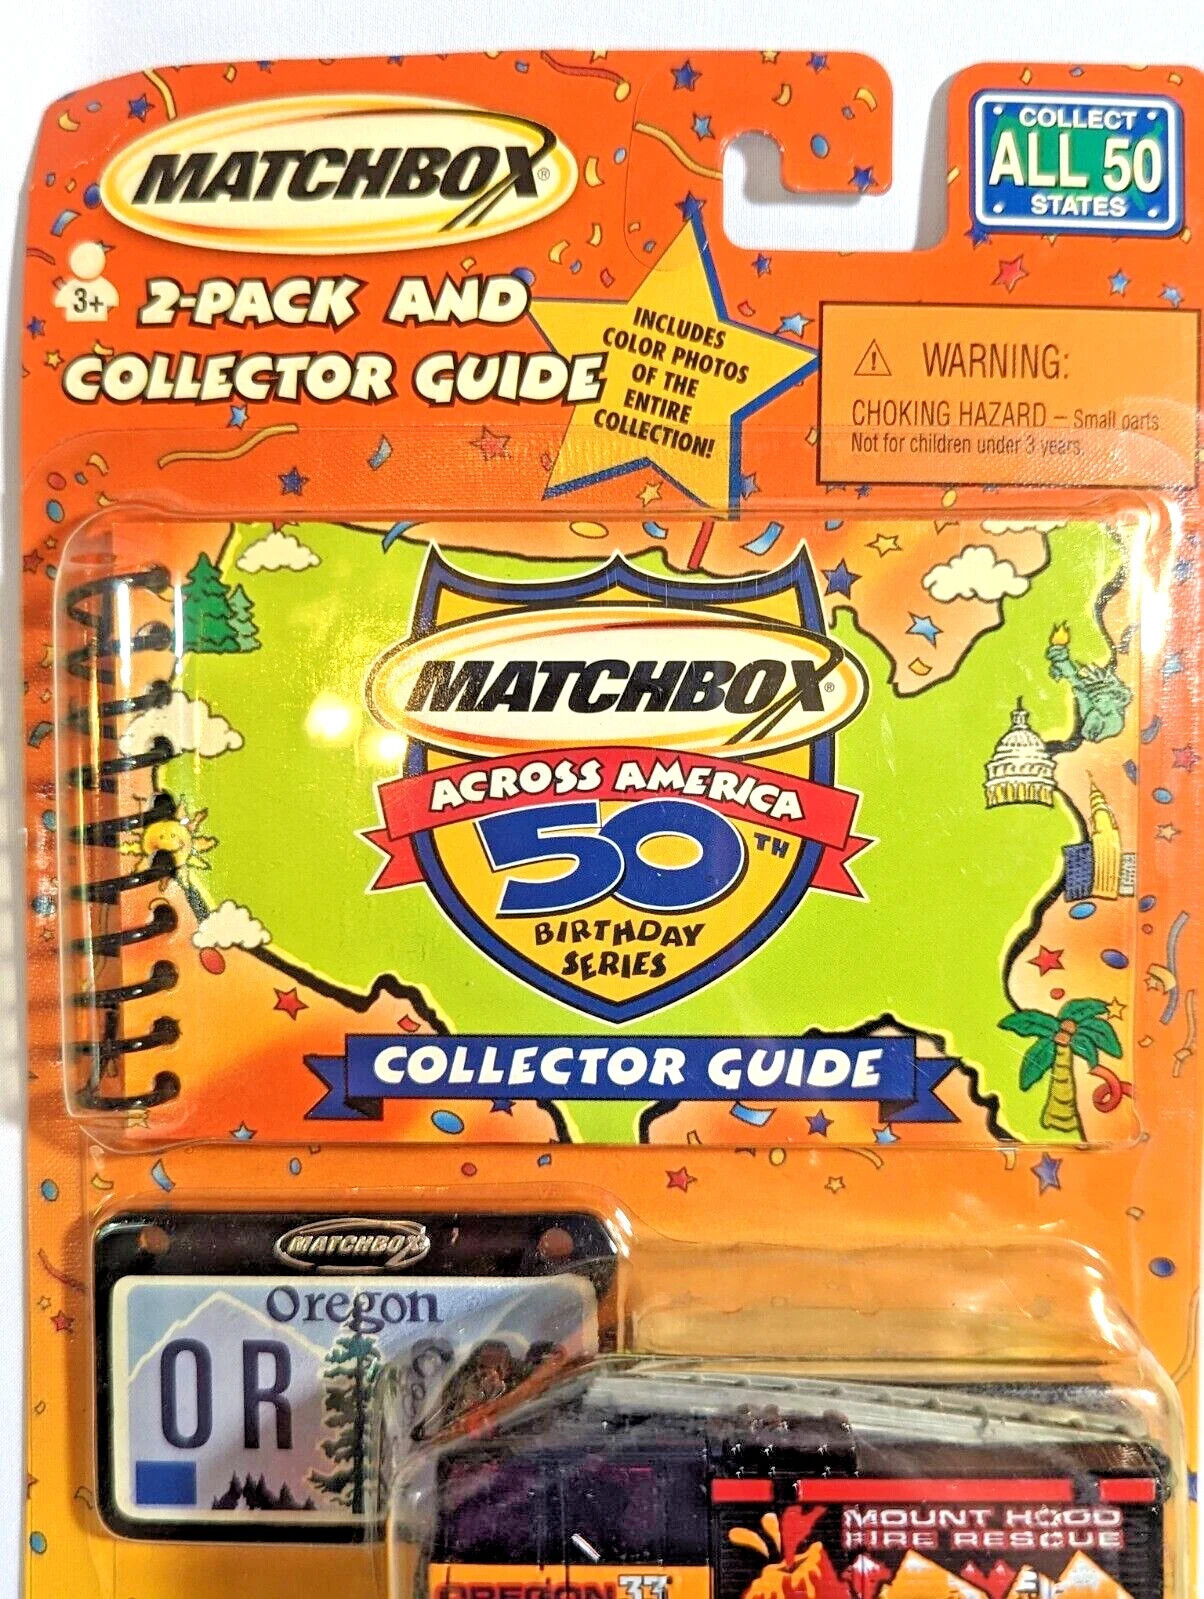 MATCHBOX®
COLLECT
ALL 50
STATES
3+
2-PACK AND
COLLECTOR GUIDE
INCLUDES
COLOR PHOTOS
OF THE
ENTIRE
COLLECTION!
⚠ WARNING:
CHOKING HAZARD – Small parts.
Not for children under 3 years.
MATCHBOX®
ACROSS AMERICA
50TH
BIRTHDAY
SERIES
COLLECTOR GUIDE
MATCHBOX
Oregon
OR
MOUNT HOOD
FIRE RESCUE
OREGON 33